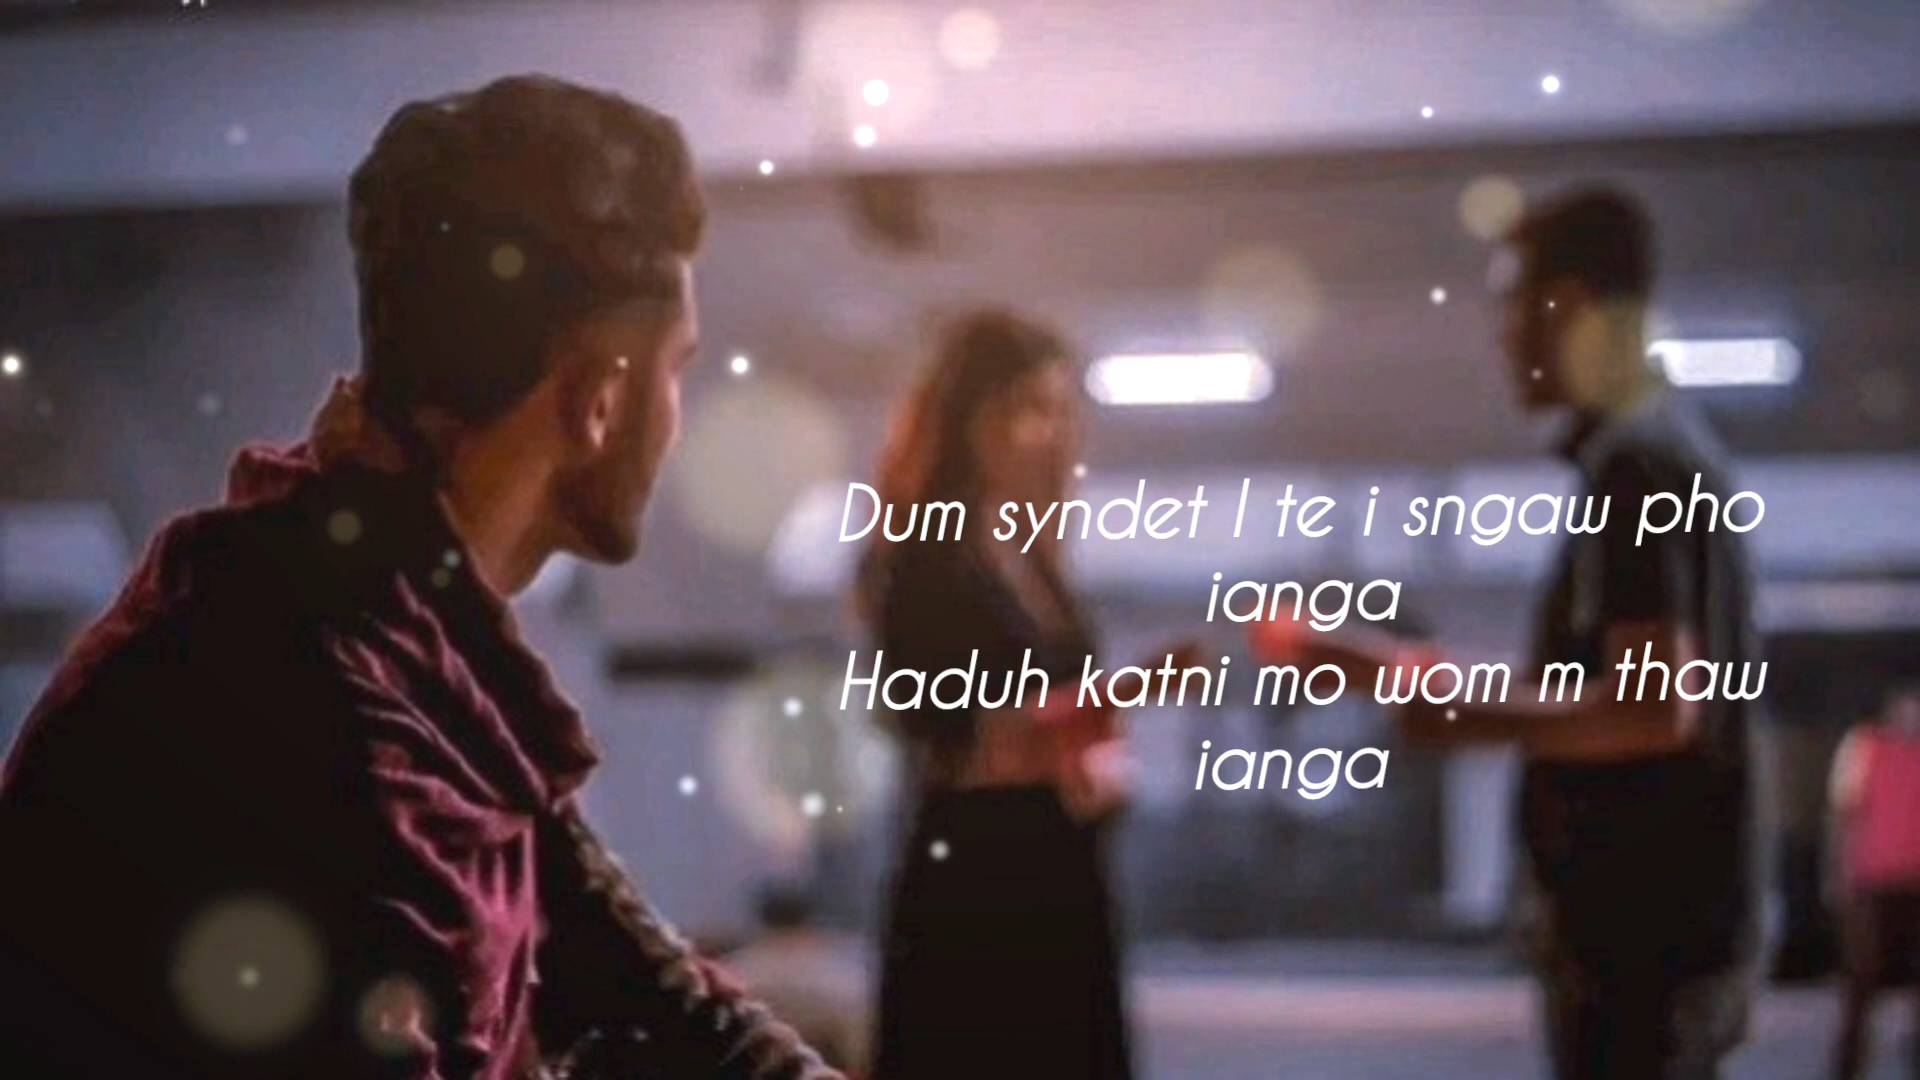 Dum syndet I te i sngaw pho
ianga
Haduh katni mo wom m thaw
ianga